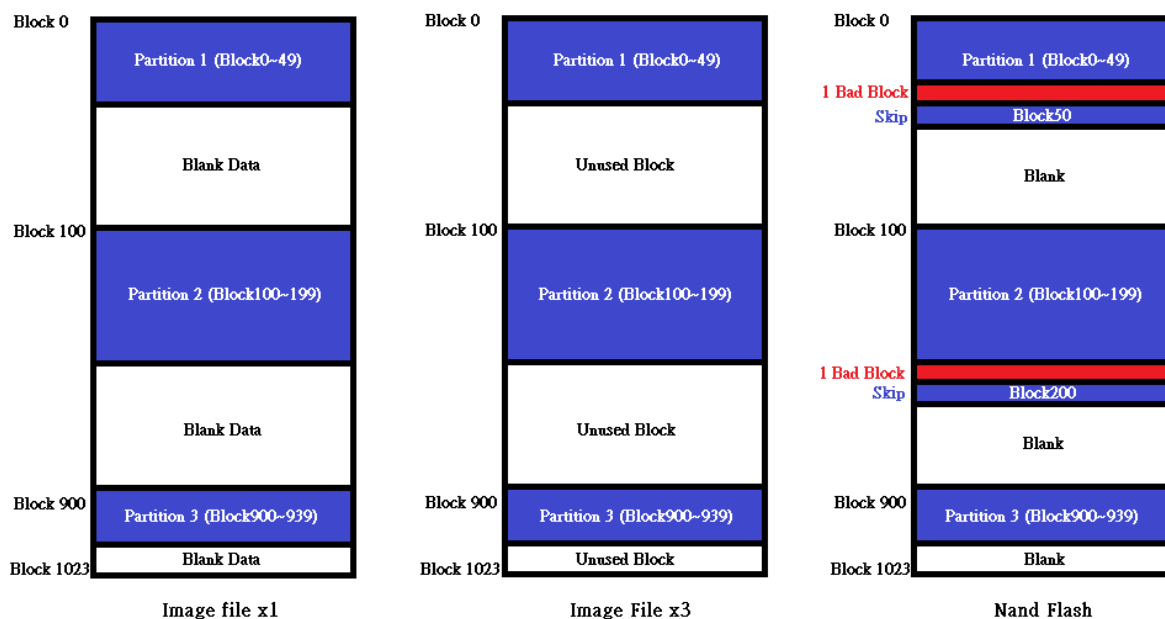 Block 0
Partition 1 (Block0~49)
Blank Data
Block 100
Partition 2 (Block100~199)
Blank Data
Block 900
Partition 3 (Block900~939)
Blank Data
Block 1023
Image file x1
Block 0
Partition 1 (Block0~49)
Unused Block
Block 100
Partition 2 (Block100~199)
Unused Block
Block 900
Partition 3 (Block900~939)
Unused Block
Block 1023
Image File x3
Block 0
Partition 1 (Block0~49)
1 Bad Block
Skip
Block50
Blank
Block 100
Partition 2 (Block100~199)
1 Bad Block
Skip
Block200
Blank
Block 900
Partition 3 (Block900~939)
Blank
Block 1023
Nand Flash